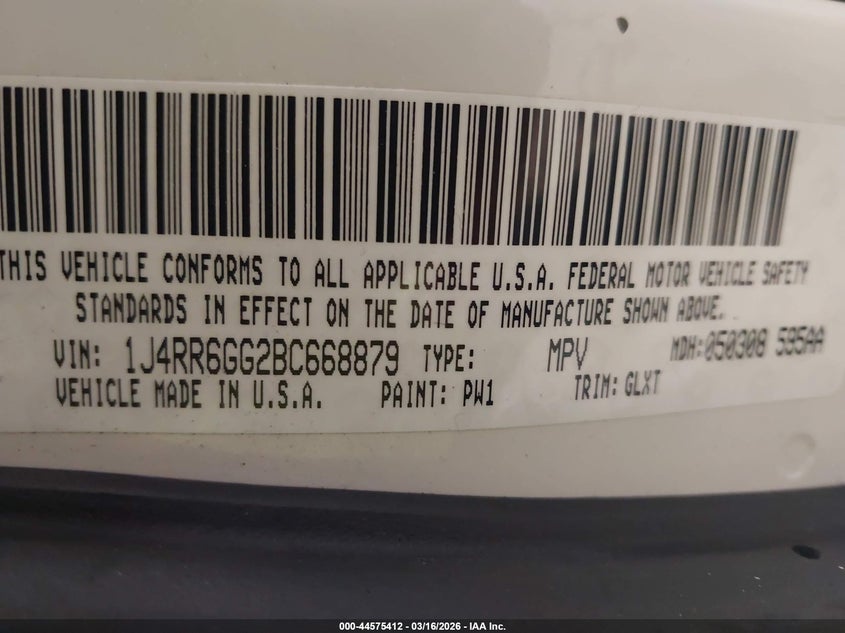 THIS VEHICLE CONFORMS TO ALL APPLICABLE U.S.A. FEDERAL MOTOR VEHICLE SAFETY
STANDARDS IN EFFECT ON THE DATE OF MANUFACTURE SHOWN ABOVE.
VIN: 1J4RR6GG2BC668879 TYPE: MPV MDH:050308 595AA
VEHICLE MADE IN U.S.A. PAINT: PW1 TRIM: GLXT
000-44575412 - 03/16/2026 - IAA Inc.